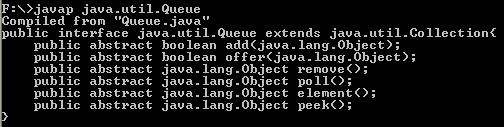 F:\>javap java.util.Queue
Compiled from "Queue.java"
public interface java.util.Queue extends java.util.Collection{
    public abstract boolean add(java.lang.Object);
    public abstract boolean offer(java.lang.Object);
    public abstract java.lang.Object remove();
    public abstract java.lang.Object poll();
    public abstract java.lang.Object element();
    public abstract java.lang.Object peek();
}